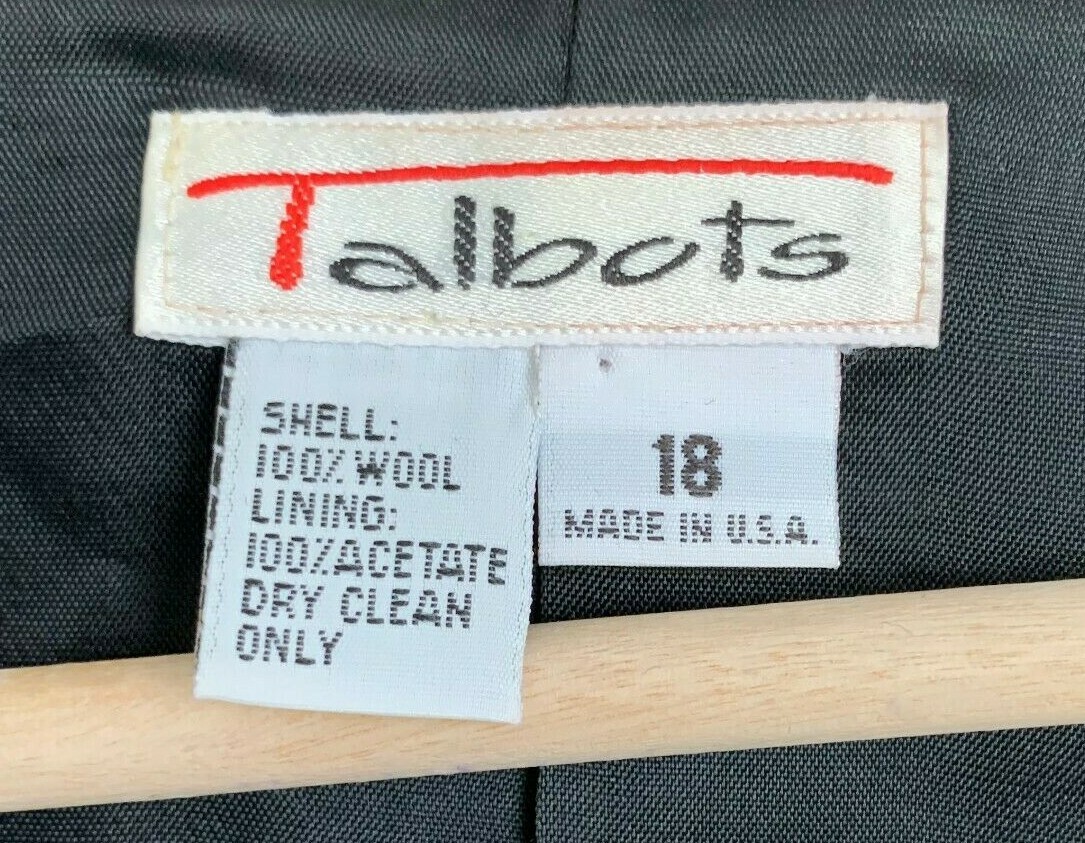 Talbots
SHELL:
100% WOOL
LINING:
100% ACETATE
DRY CLEAN
ONLY
18
MADE IN U.S.A.